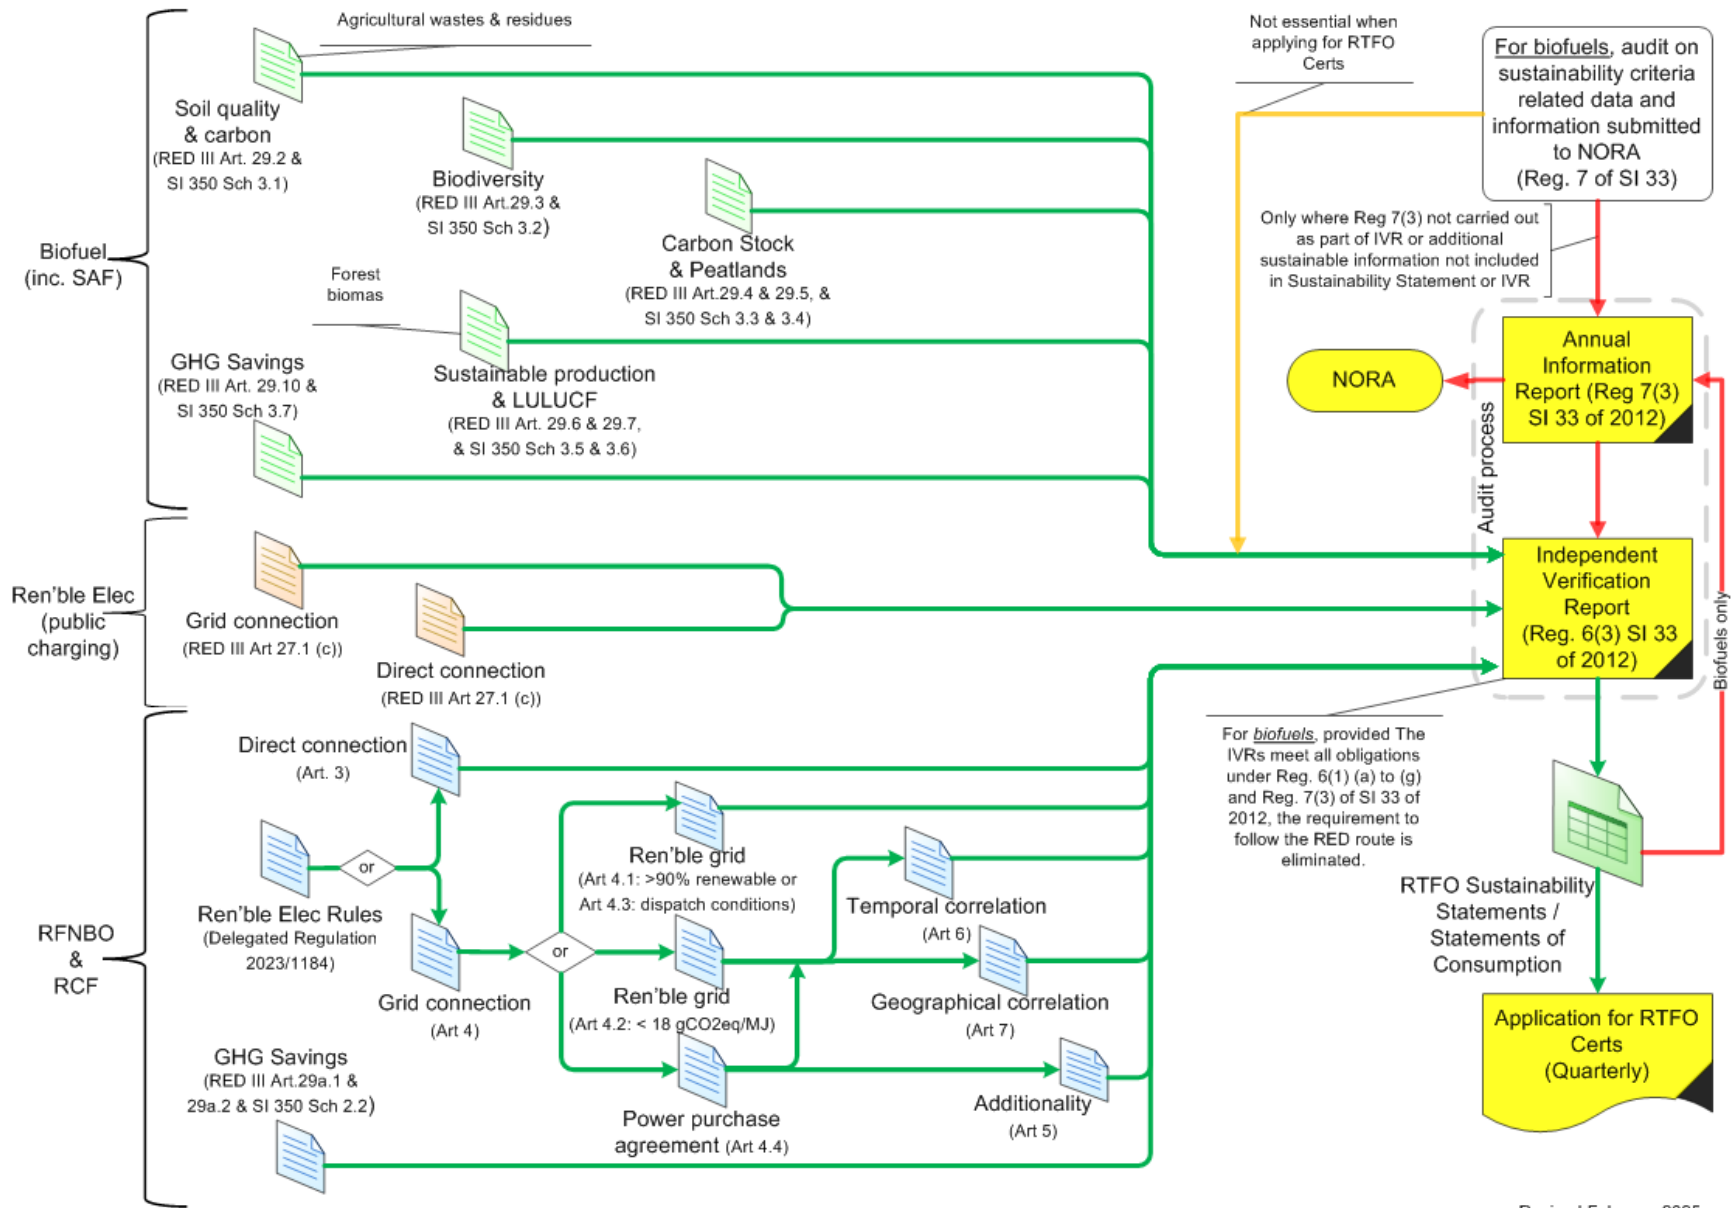 Agricultural wastes & residues
Soil quality
& carbon
(RED III Art. 29.2 &
SI 350 Sch 3.1)
Biodiversity
(RED III Art.29.3 &
SI 350 Sch 3.2)
Carbon Stock
& Peatlands
(RED III Art.29.4 & 29.5, &
SI 350 Sch 3.3 & 3.4)
Biofuel
(inc. SAF)
Forest
biomas
Sustainable production
& LULUCF
(RED III Art. 29.6 & 29.7,
& SI 350 Sch 3.5 & 3.6)
GHG Savings
(RED III Art. 29.10 &
SI 350 Sch 3.7)
Not essential when
applying for RTFO
Certs
For biofuels, audit on
sustainability criteria
related data and
information submitted
to NORA
(Reg. 7 of SI 33)
Only where Reg 7(3) not carried out
as part of IVR or additional
sustainable information not included
in Sustainability Statement or IVR
NORA
Annual
Information
Report (Reg 7(3)
SI 33 of 2012)
Audit process
Independent
Verification
Report
(Reg. 6(3) SI 33
of 2012)
Biofuels only
Ren'ble Elec
(public
charging)
Grid connection
(RED III Art 27.1 (c))
Direct connection
(RED III Art 27.1 (c))
For biofuels, provided The
IVRs meet all obligations
under Reg. 6(1) (a) to (g)
and Reg. 7(3) of SI 33 of
2012, the requirement to
follow the RED route is
eliminated.
RFNBO
&
RCF
Direct connection
(Art. 3)
or
Ren'ble Elec Rules
(Delegated Regulation
2023/1184)
Grid connection
(Art 4)
or
Ren'ble grid
(Art 4.1: >90% renewable or
Art 4.3: dispatch conditions)
Ren'ble grid
(Art 4.2: < 18 gCO2eq/MJ)
Power purchase
agreement (Art 4.4)
Temporal correlation
(Art 6)
Geographical correlation
(Art 7)
Additionality
(Art 5)
GHG Savings
(RED III Art.29a.1 &
29a.2 & SI 350 Sch 2.2)
RTFO Sustainability
Statements /
Statements of
Consumption
Application for RTFO
Certs
(Quarterly)